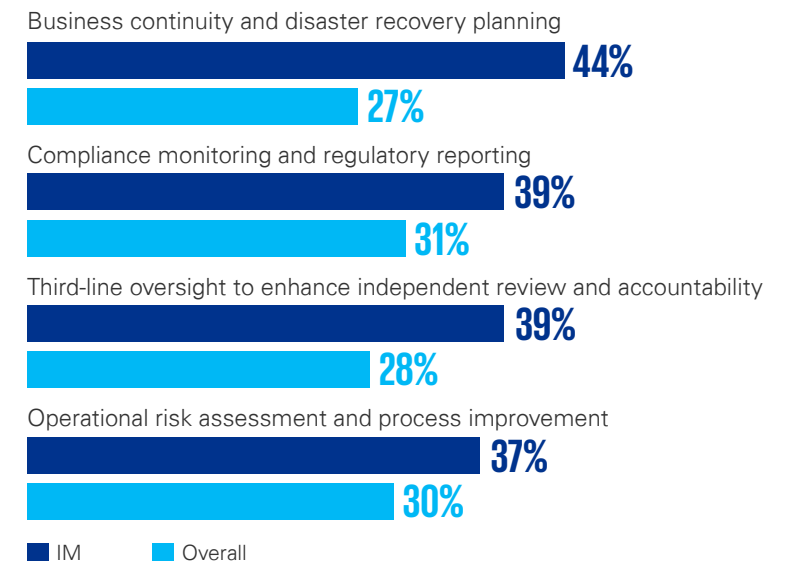 Business continuity and disaster recovery planning
44%
27%
Compliance monitoring and regulatory reporting
39%
31%
Third-line oversight to enhance independent review and accountability
39%
28%
Operational risk assessment and process improvement
37%
30%
IM Overall